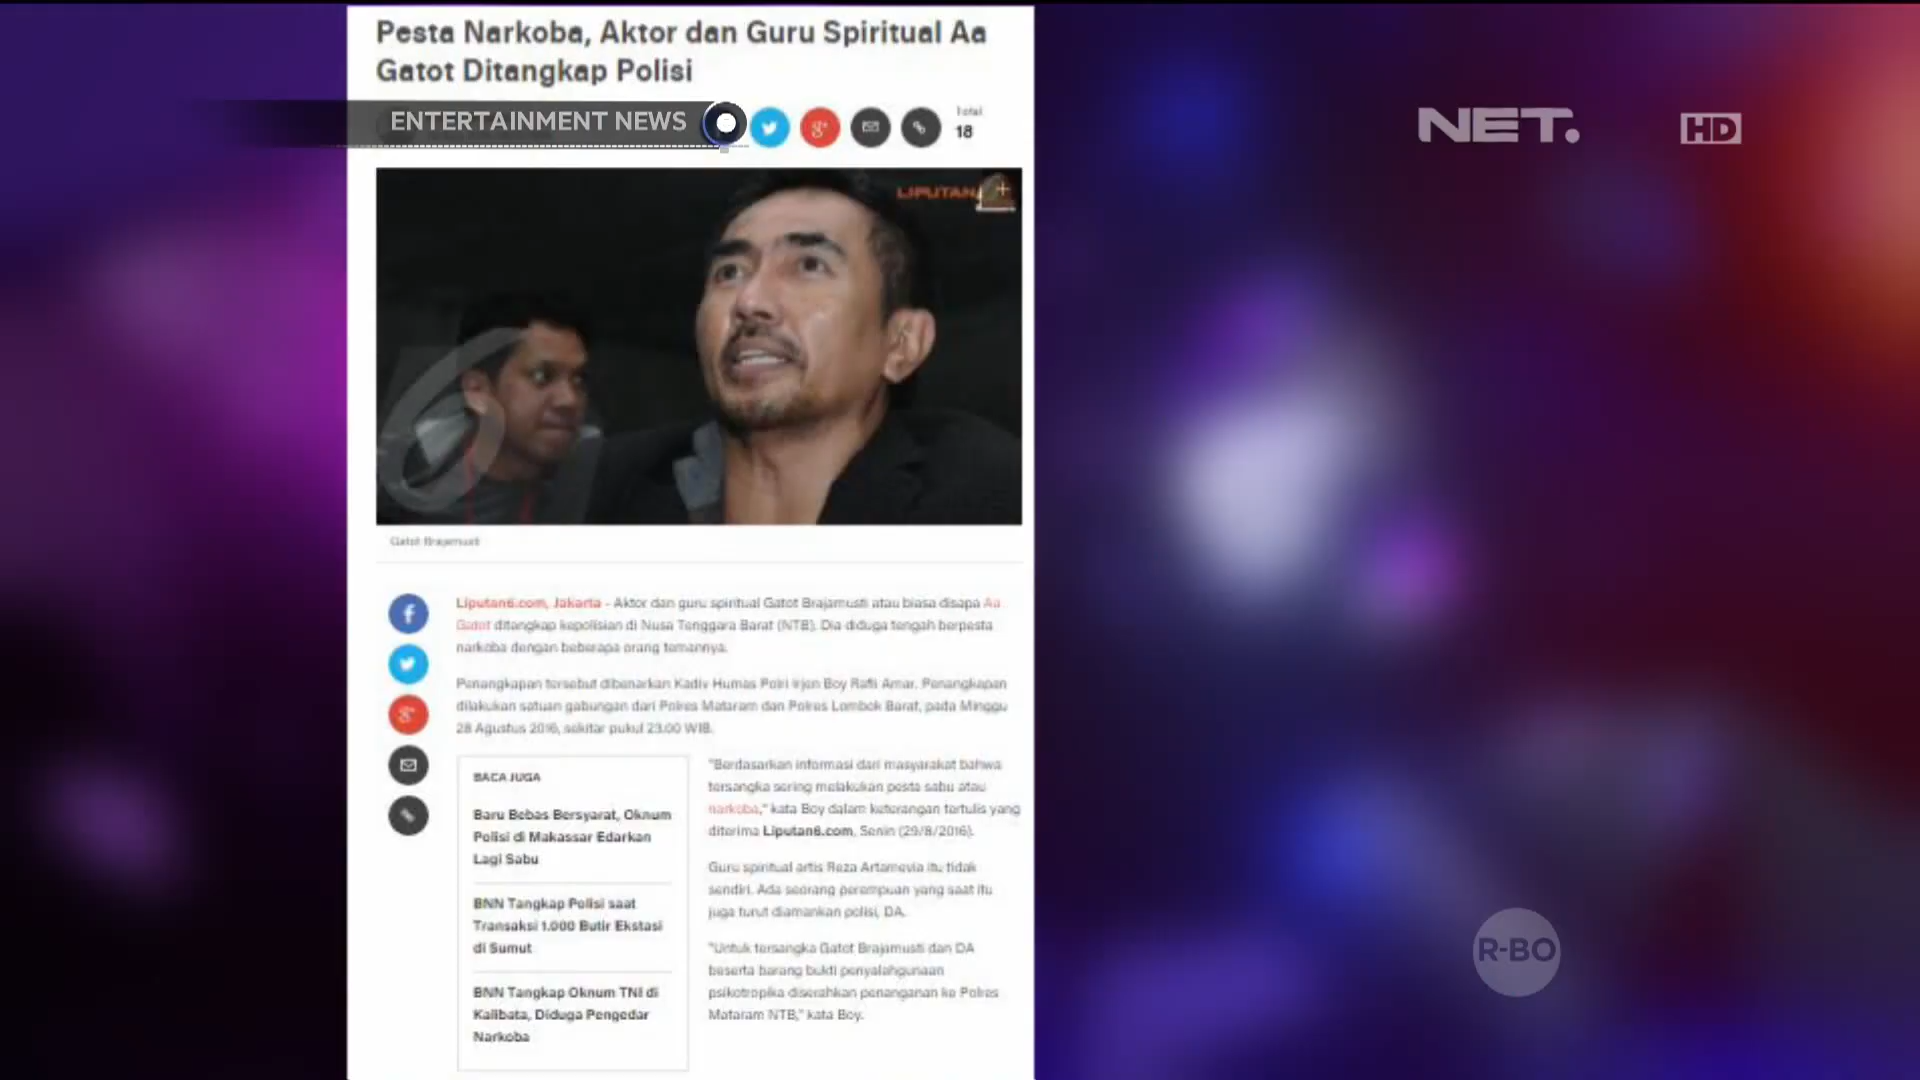 Pesta Narkoba, Aktor dan Guru Spiritual Aa
Gatot Ditangkap Polisi
ENTERTAINMENT NEWS
Total
18
NET.
HD
LIPUTAN
Gatot Brajamusti
Liputan6.com, Jakarta - Aktor dan guru spiritual Gatot Brajamusti atau biasa disapa Aa
Gatot ditangkap kepolisian di Nusa Tenggara Barat (NTB). Dia diduga tengah berpesta
narkoba dengan beberapa orang temannya.
Penangkapan tersebut dibenarkan Kadiv Humas Polri Irjen Boy Rafli Amar. Penangkapan
dilakukan satuan gabungan dari Polres Mataram dan Polres Lombok Barat, pada Minggu
28 Agustus 2016, sekitar pukul 23.00 WIB.
BACA JUGA
Baru Bebas Bersyarat, Oknum
Polisi di Makassar Edarkan
Lagi Sabu
BNN Tangkap Polisi saat
Transaksi 1.000 Butir Ekstasi
di Sumut
BNN Tangkap Oknum TNI di
Kalibata, Diduga Pengedar
Narkoba
"Berdasarkan informasi dari masyarakat bahwa
tersangka sering melakukan pesta sabu atau
narkoba," kata Boy dalam keterangan tertulis yang
diterima Liputan6.com, Senin (29/8/2016).
Guru spiritual artis Reza Artamevia itu tidak
sendiri. Ada seorang perempuan yang saat itu
juga turut diamankan polisi, DA.
"Untuk tersangka Gatot Brajamusti dan DA
beserta barang bukti penyalahgunaan
psikotropika diserahkan penanganan ke Polres
Mataram NTB," kata Boy.
R-BO